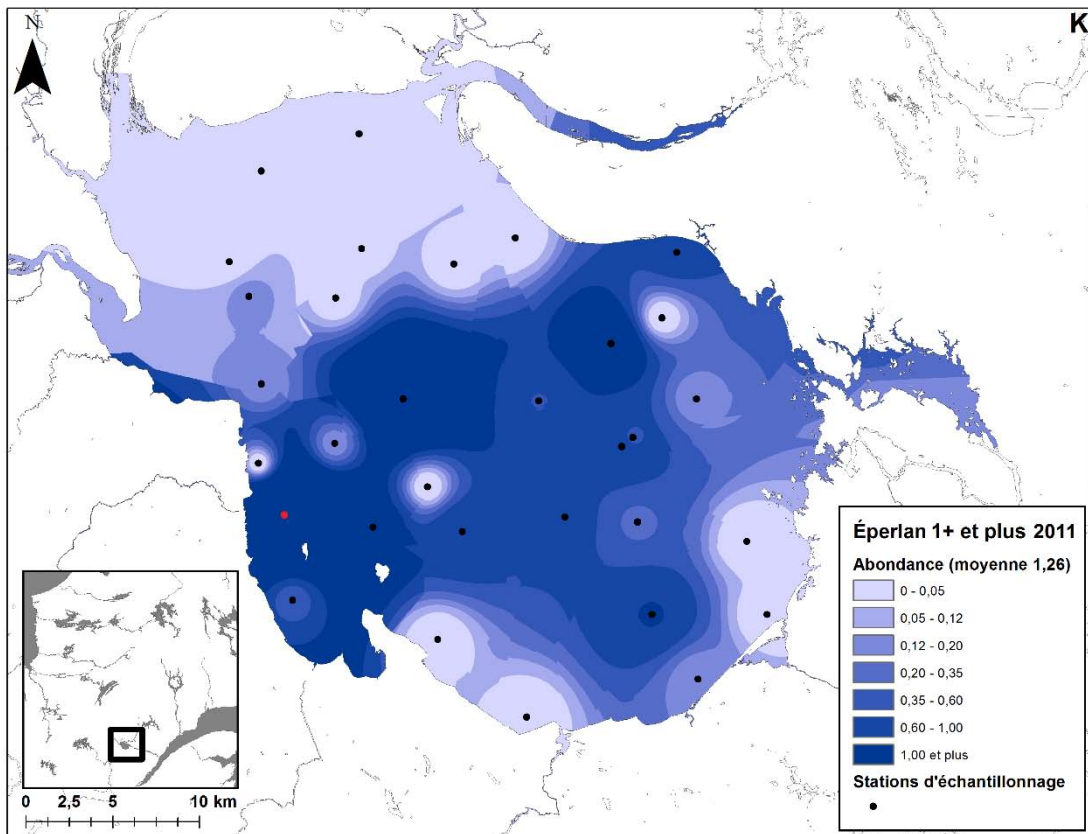 N
K
Éperlan 1+ et plus 2011
Abondance (moyenne 1,26)
0 - 0,05
0,05 - 0,12
0,12 - 0,20
0,20 - 0,35
0,35 - 0,60
0,60 - 1,00
1,00 et plus
Stations d'échantillonnage
0 2,5 5 10 km